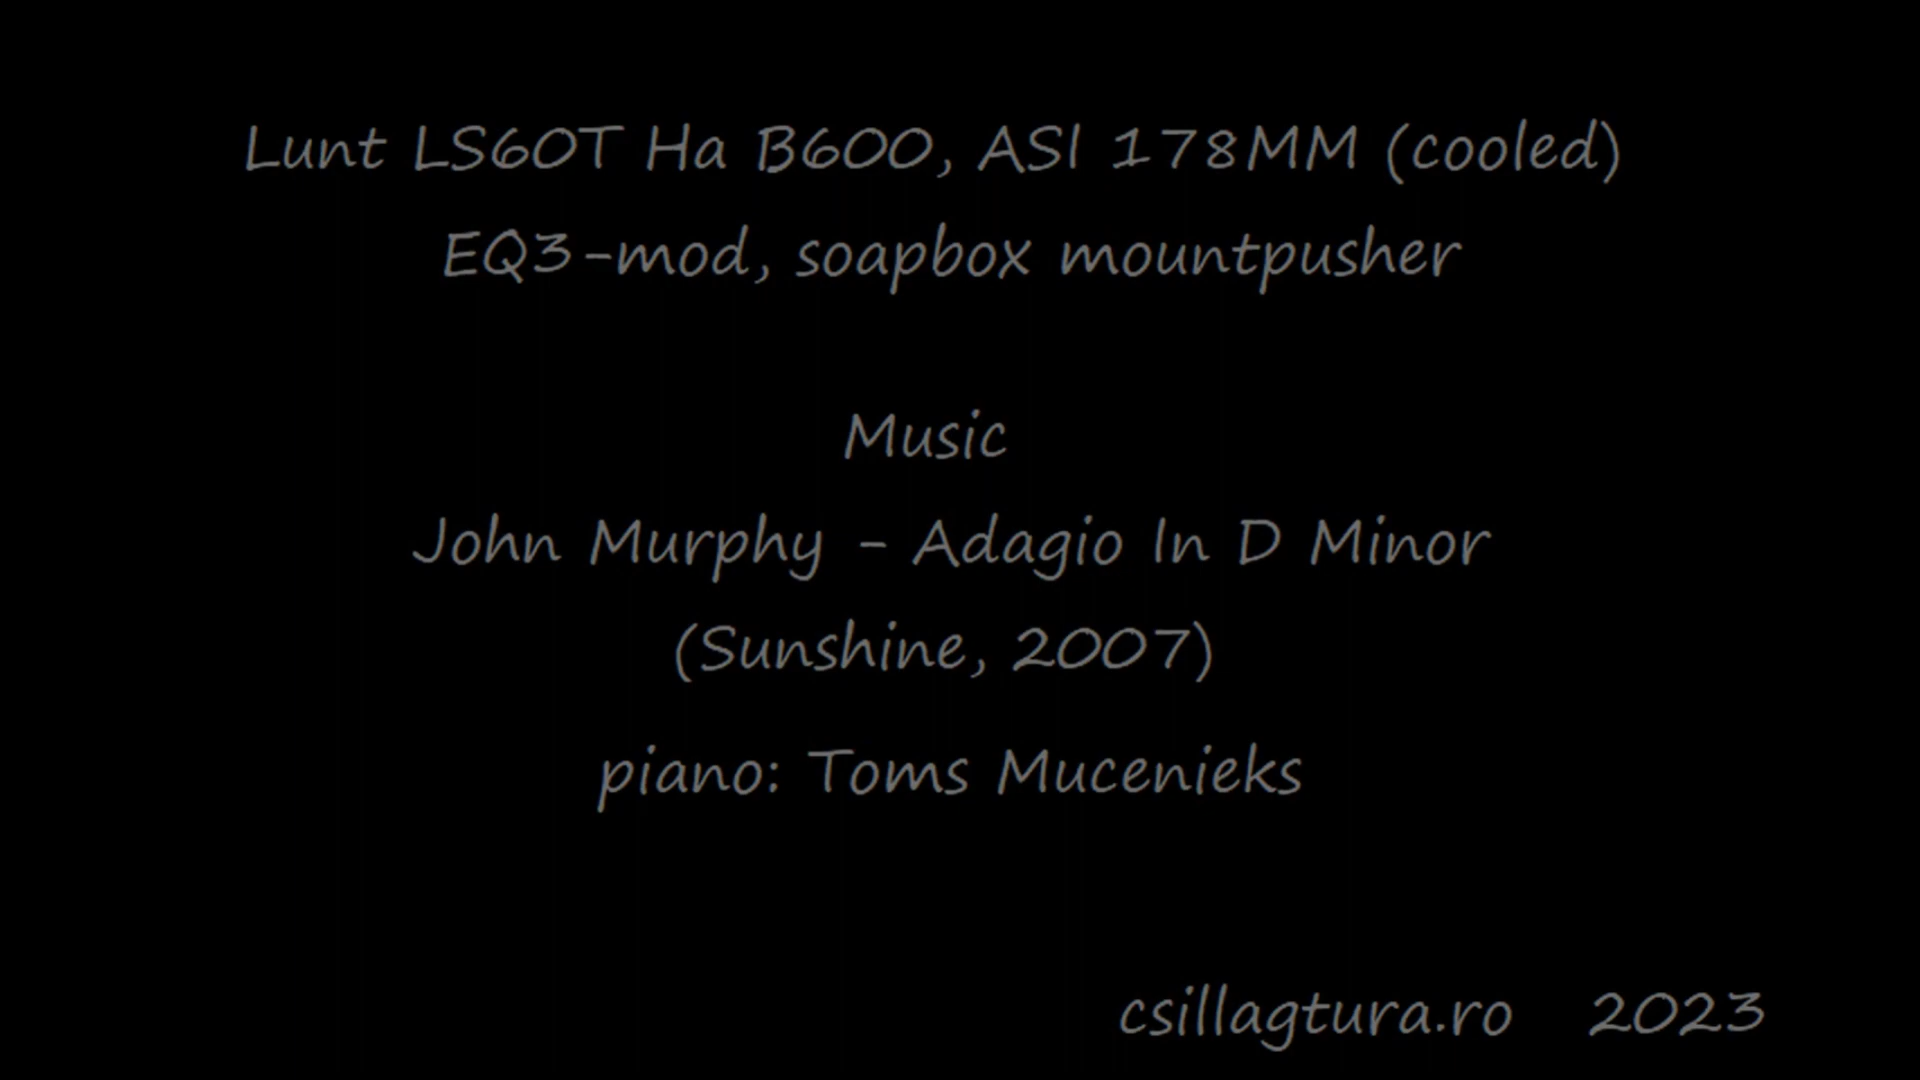 Lunt LS60T Ha B600, ASI 178MM (cooled)
EQ3-mod, soapbox mountpusher
Music
John Murphy - Adagio In D Minor
(Sunshine, 2007)
piano: Toms Mucenieks
csillagtura.ro 2023